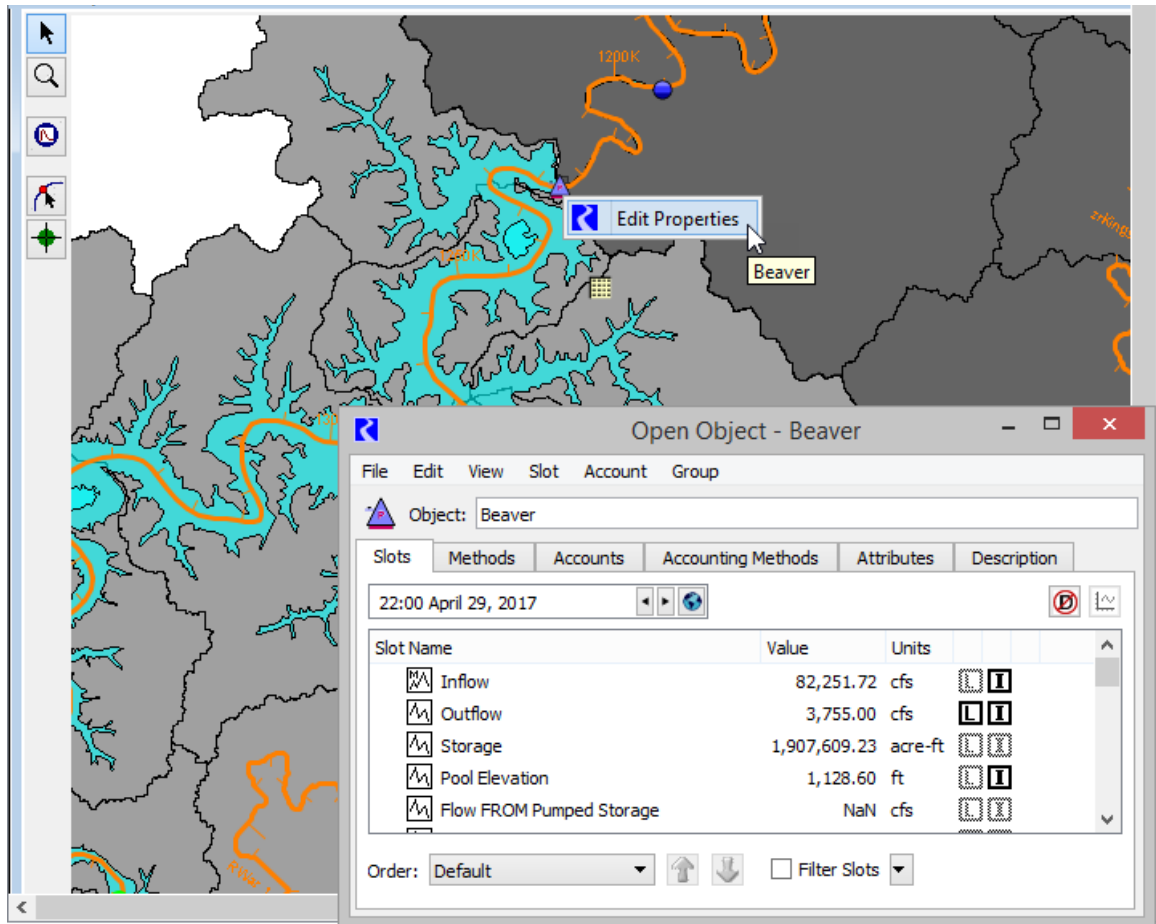 1200K
zrKings
Edit Properties
Beaver
1280K
Open Object - Beaver
File Edit View Slot Account Group
Object: Beaver
Slots Methods Accounts Accounting Methods Attributes Description
22:00 April 29, 2017
Slot Name Value Units
Inflow 82,251.72 cfs L I
Outflow 3,755.00 cfs L I
Storage 1,907,609.23 acre-ft L I
Pool Elevation 1,128.60 ft L I
Flow FROM Pumped Storage NaN cfs L I
Order: Default Filter Slots